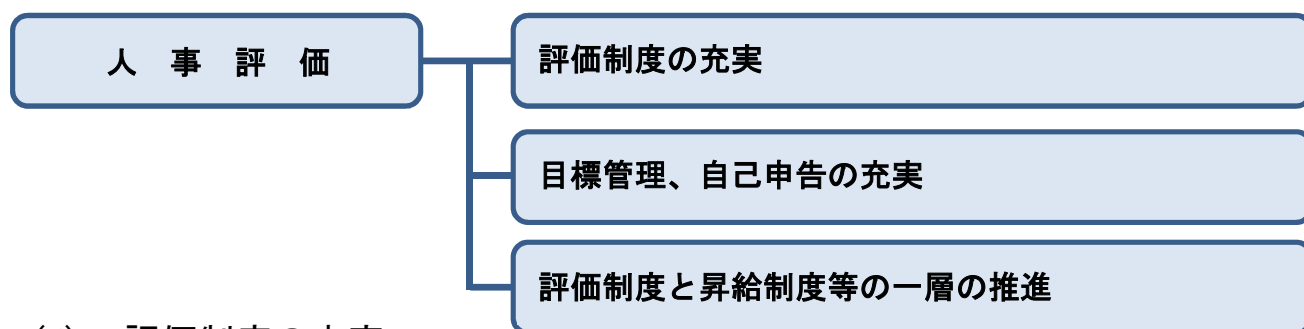 人　事　評　価
評価制度の充実
目標管理、自己申告の充実
評価制度と昇給制度等の一層の推進